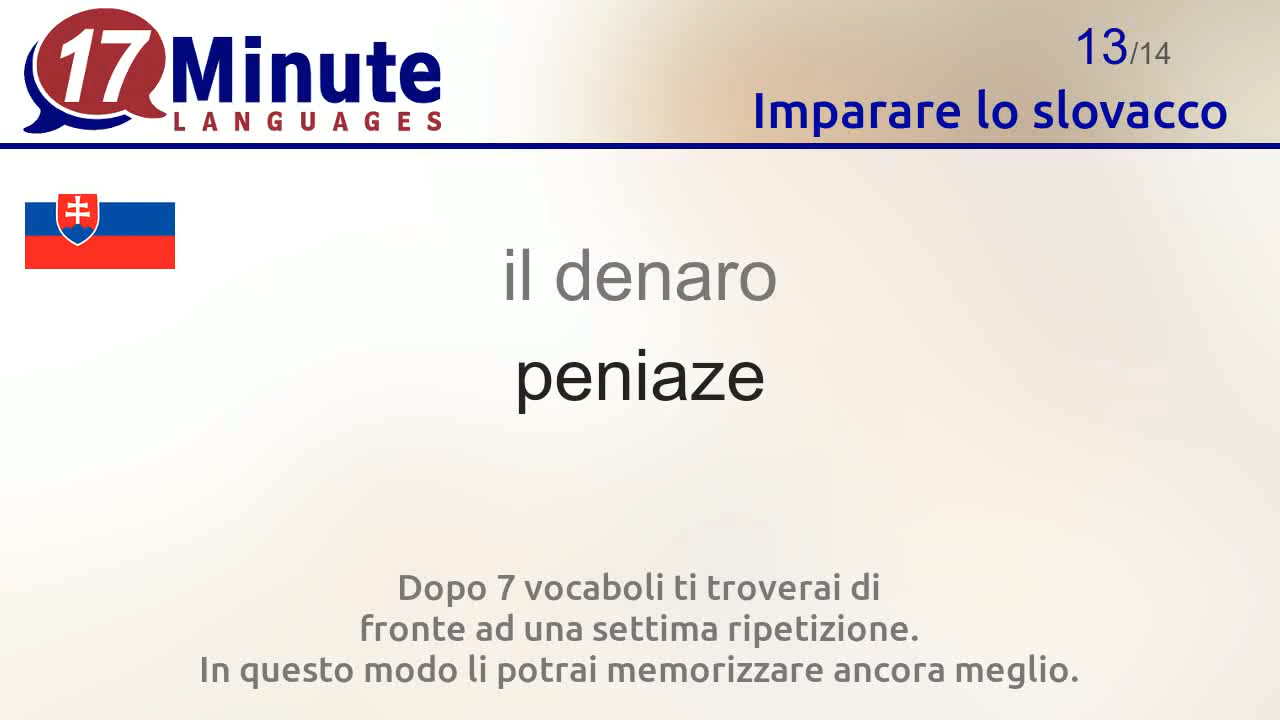 17 Minute
LANGUAGES
13/14
Imparare lo slovacco
il denaro
peniaze
Dopo 7 vocaboli ti troverai di
fronte ad una settima ripetizione.
In questo modo li potrai memorizzare ancora meglio.